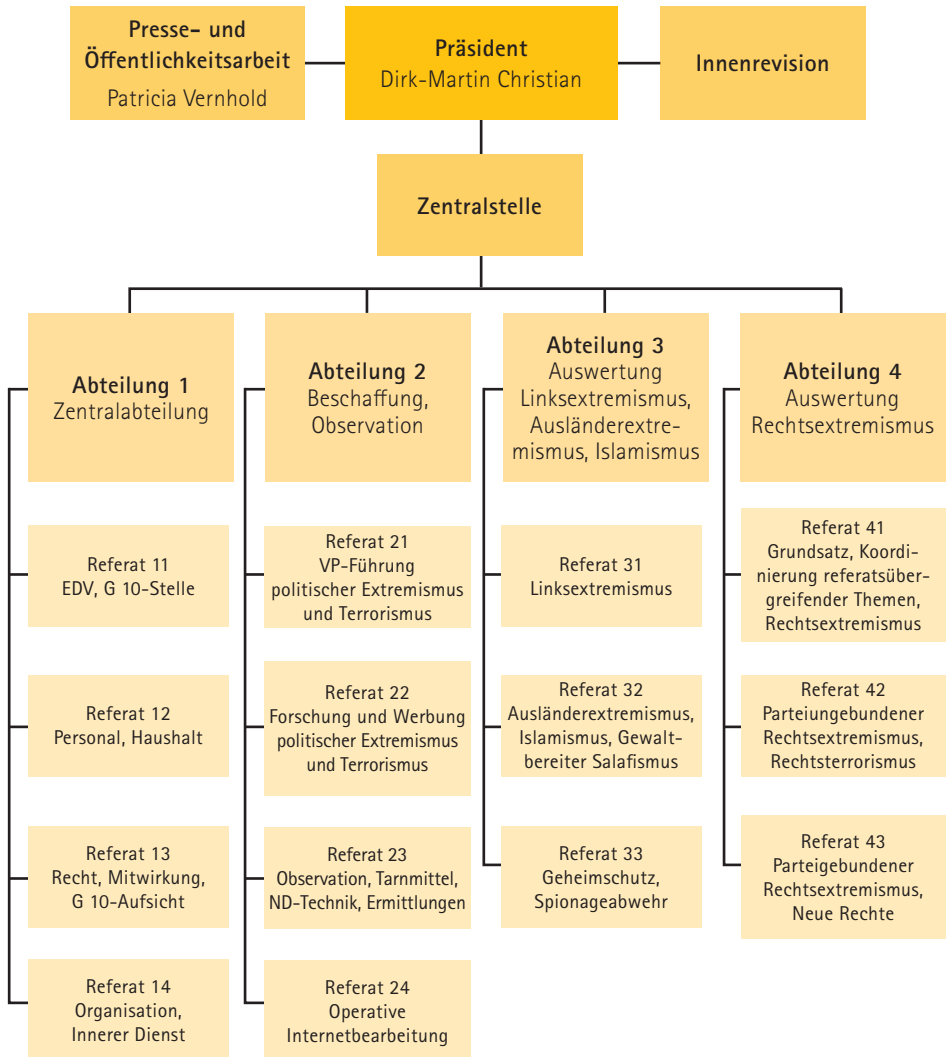 Presse- und
Öffentlichkeitsarbeit
Patricia Vernhold
Präsident
Dirk-Martin Christian
Innenrevision
Zentralstelle
Abteilung 1
Zentralabteilung
Abteilung 2
Beschaffung,
Observation
Abteilung 3
Auswertung
Linksextremismus,
Ausländerextre-
mismus, Islamismus
Abteilung 4
Auswertung
Rechtsextremismus
Referat 11
EDV, G 10-Stelle
Referat 21
VP-Führung
politischer Extremismus
und Terrorismus
Referat 31
Linksextremismus
Referat 41
Grundsatz, Koordi-
nierung referatsüber-
greifender Themen,
Rechtsextremismus
Referat 12
Personal, Haushalt
Referat 22
Forschung und Werbung
politischer Extremismus
und Terrorismus
Referat 32
Ausländerextremismus,
Islamismus, Gewalt-
bereiter Salafismus
Referat 42
Parteiungebundener
Rechtsextremismus,
Rechtsterrorismus
Referat 13
Recht, Mitwirkung,
G 10-Aufsicht
Referat 23
Observation, Tarnmittel,
ND-Technik, Ermittlungen
Referat 33
Geheimschutz,
Spionageabwehr
Referat 43
Parteigebundener
Rechtsextremismus,
Neue Rechte
Referat 14
Organisation,
Innerer Dienst
Referat 24
Operative
Internetbearbeitung